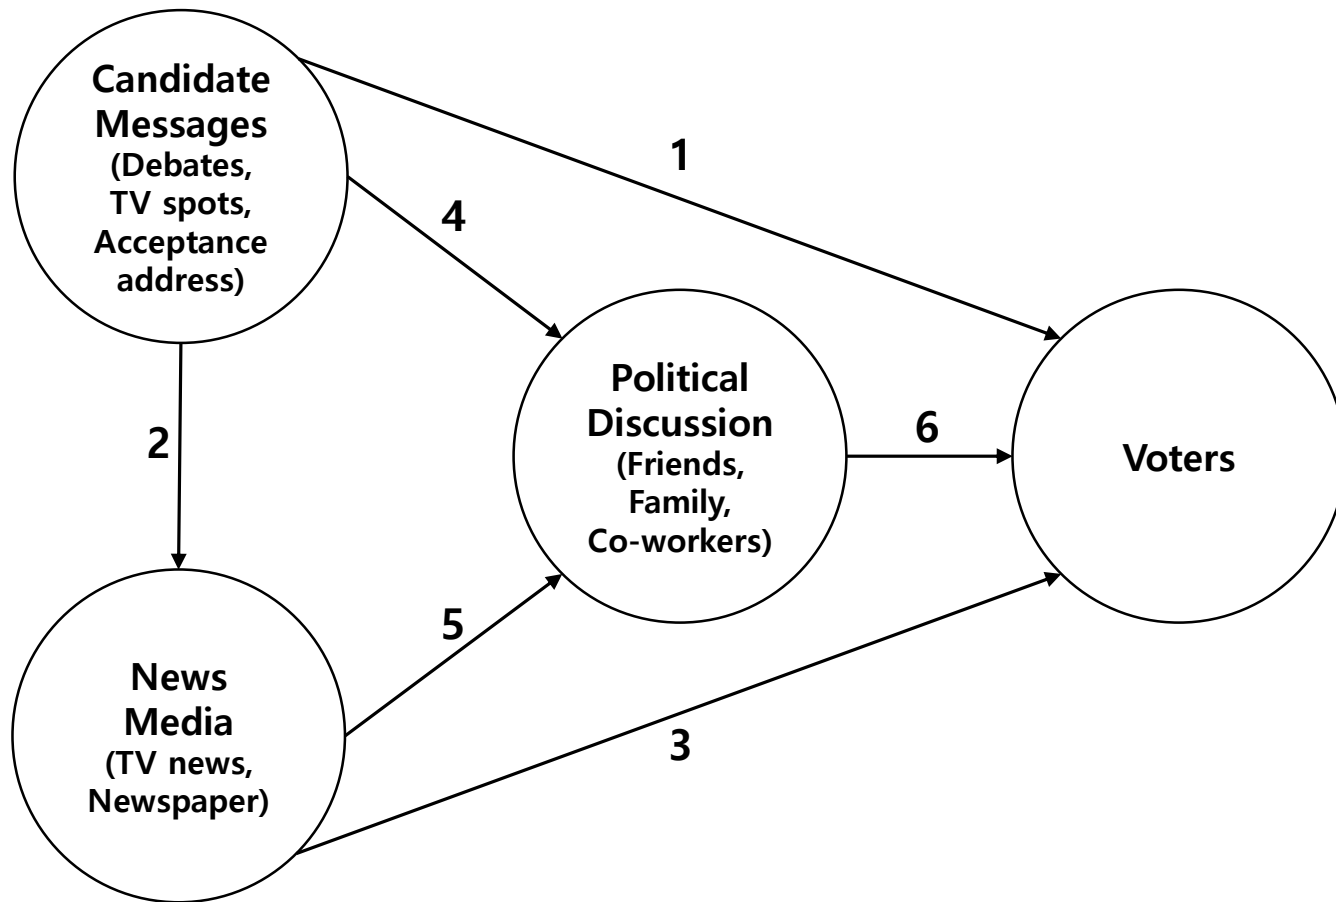 Candidate
Messages
(Debates,
TV spots,
Acceptance
address)
1
4
2
Political
Discussion
(Friends,
Family,
Co-workers)
6
Voters
5
3
News
Media
(TV news,
Newspaper)